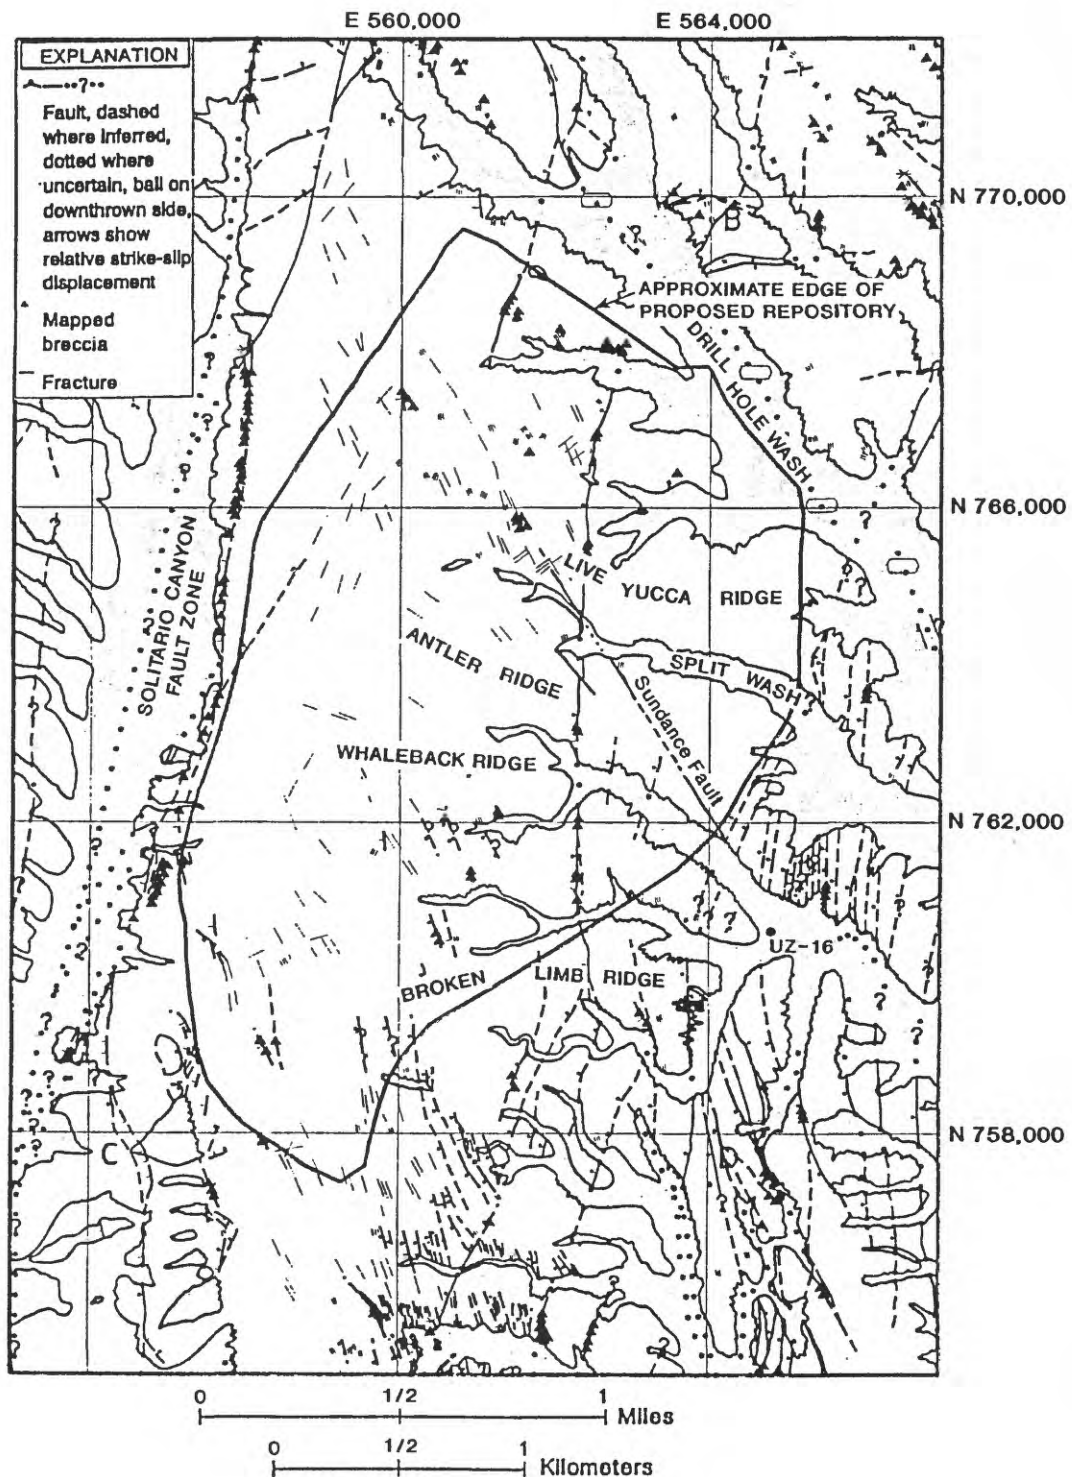 E 560,000
E 564,000
EXPLANATION
?
Fault, dashed
where inferred,
dotted where
uncertain, ball on
downthrown side,
arrows show
relative strike-slip
displacement
Mapped
breccia
Fracture
N 770,000
B
APPROXIMATE EDGE OF
PROPOSED REPOSITORY
DRILL HOLE WASH
N 766,000
SOLITARIO CANYON
FAULT ZONE
LIVE YUCCA RIDGE
ANTLER RIDGE
SPLIT WASH
Sundance Fault
WHALEBACK RIDGE
N 762,000
UZ-16
BROKEN LIMB RIDGE
N 758,000
C
0 1/2 1
Miles
0 1/2 1
Kilometers